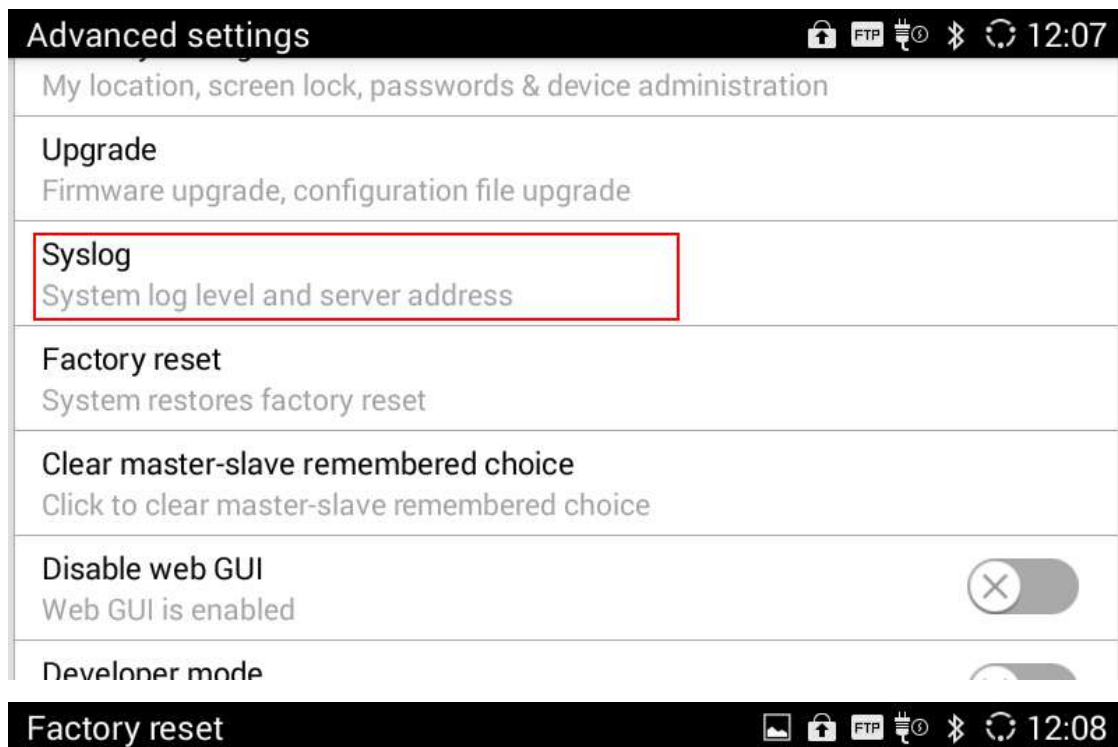 Advanced settings FTP 12:07
My location, screen lock, passwords & device administration
Upgrade
Firmware upgrade, configuration file upgrade
Syslog
System log level and server address
Factory reset
System restores factory reset
Clear master-slave remembered choice
Click to clear master-slave remembered choice
Disable web GUI
Web GUI is enabled
Developer mode
Factory reset FTP 12:08